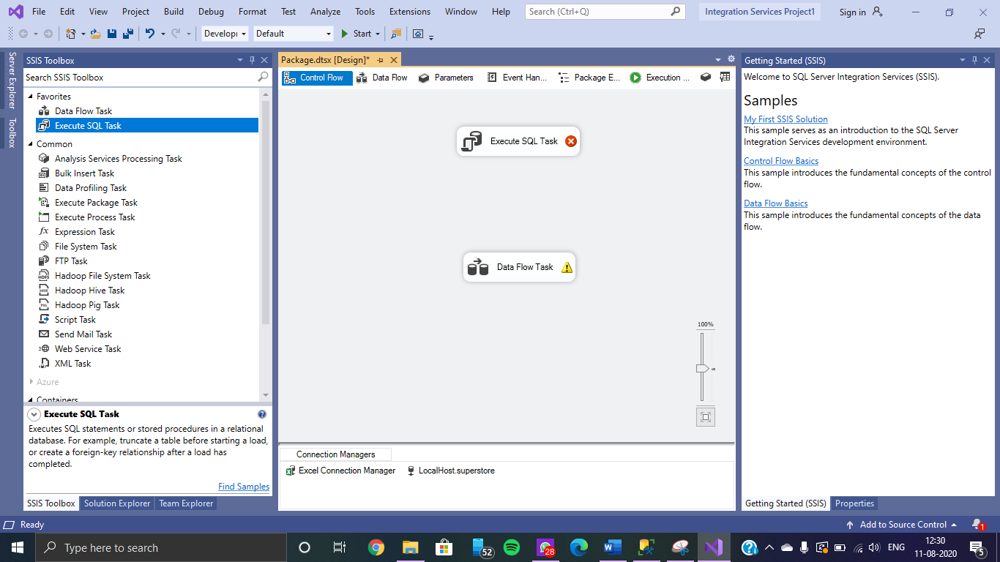 File Edit View Project Build Debug Format Test Analyze Tools Extensions Window Help Search (Ctrl+Q) Integration Services Project1 Sign in
Developı Default Start
Server Explorer
Toolbox
SSIS Toolbox
Search SSIS Toolbox
Favorites
Data Flow Task
Execute SQL Task
Common
Analysis Services Processing Task
Bulk Insert Task
Data Profiling Task
Execute Package Task
Execute Process Task
Expression Task
File System Task
FTP Task
Hadoop File System Task
Hadoop Hive Task
Hadoop Pig Task
Script Task
Send Mail Task
Web Service Task
XML Task
Azure
Containers
Execute SQL Task
Executes SQL statements or stored procedures in a relational
database. For example, truncate a table before starting a load,
or create a foreign-key relationship after a load has
completed.
Find Samples
SSIS Toolbox Solution Explorer Team Explorer
Package.dtsx [Design]*
Control Flow Data Flow Parameters Event Han... Package E... Execution ...
Execute SQL Task
Data Flow Task
100%
Connection Managers
Excel Connection Manager LocalHost.superstore
Getting Started (SSIS)
Welcome to SQL Server Integration Services (SSIS).
Samples
My First SSIS Solution
This sample serves as an introduction to the SQL Server
Integration Services development environment.
Control Flow Basics
This sample introduces the fundamental concepts of the control
flow.
Data Flow Basics
This sample introduces the fundamental concepts of the data
flow.
Getting Started (SSIS) Properties
Ready Add to Source Control 1
Type here to search 52 28 ENG 12:30
11-08-2020 5